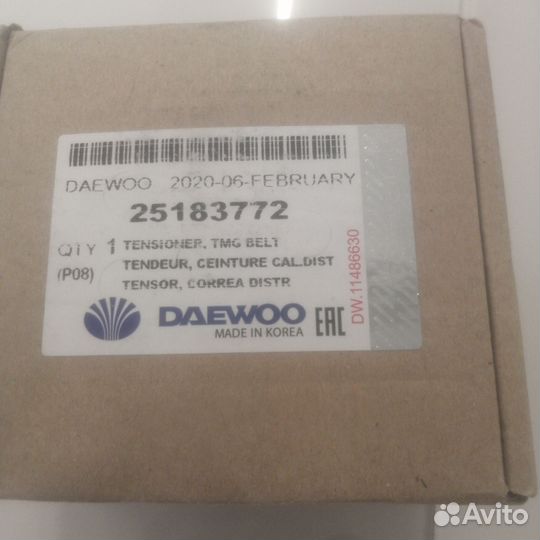 DAEWOO 2020-06-FEBRUARY
25183772
QTY 1 TENSIONER, TMG BELT
(P08) TENDEUR, CEINTURE CAL.DIST
TENSOR, CORREA DISTR
DAEWOO
MADE IN KOREA
EAC
DW.11486630
Avito